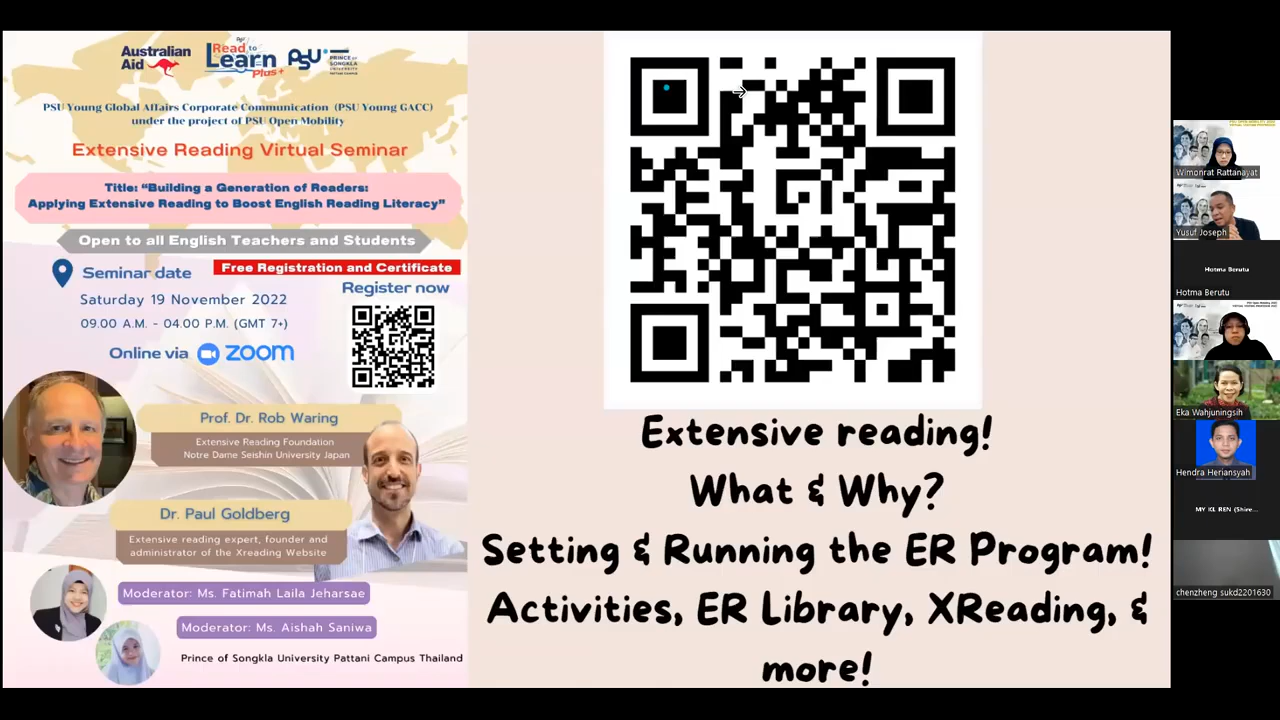 Australian
Aid
Read to
Learn
Plus+
PSU
PRINCE OF
SONGKLA
UNIVERSITY
PATTANI CAMPUS
PSU Young Global Affairs Corporate Communication (PSU Young GACC)
under the project of PSU Open Mobility
Extensive Reading Virtual Seminar
Title: “Building a Generation of Readers:
Applying Extensive Reading to Boost English Reading Literacy”
Open to all English Teachers and Students
Free Registration and Certificate
Seminar date
Register now
Saturday 19 November 2022
09.00 A.M. - 04.00 P.M. (GMT 7+)
Online via zoom
Prof. Dr. Rob Waring
Extensive Reading Foundation
Notre Dame Seishin University Japan
Dr. Paul Goldberg
Extensive reading expert, founder and
administrator of the Xreading Website
Moderator: Ms. Fatimah Laila Jeharsae
Moderator: Ms. Aishah Saniwa
Prince of Songkla University Pattani Campus Thailand
Extensive reading!
What & Why?
Setting & Running the ER Program!
Activities, ER Library, XReading, &
more!
Wimonrat Rattanayat
Yusuf Joseph
Hotma Berutu
Hotma Berutu
Eka Wahjuningsih
Hendra Heriansyah
MY KL REN (Shire...
chenzheng sukd2201630